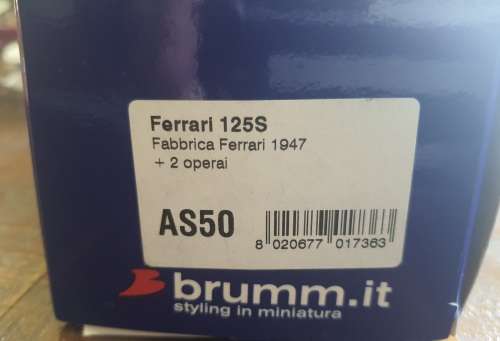 Ferrari 125S
Fabbrica Ferrari 1947
+ 2 operai
AS50
8 020677 017363
brumm.it
styling in miniatura